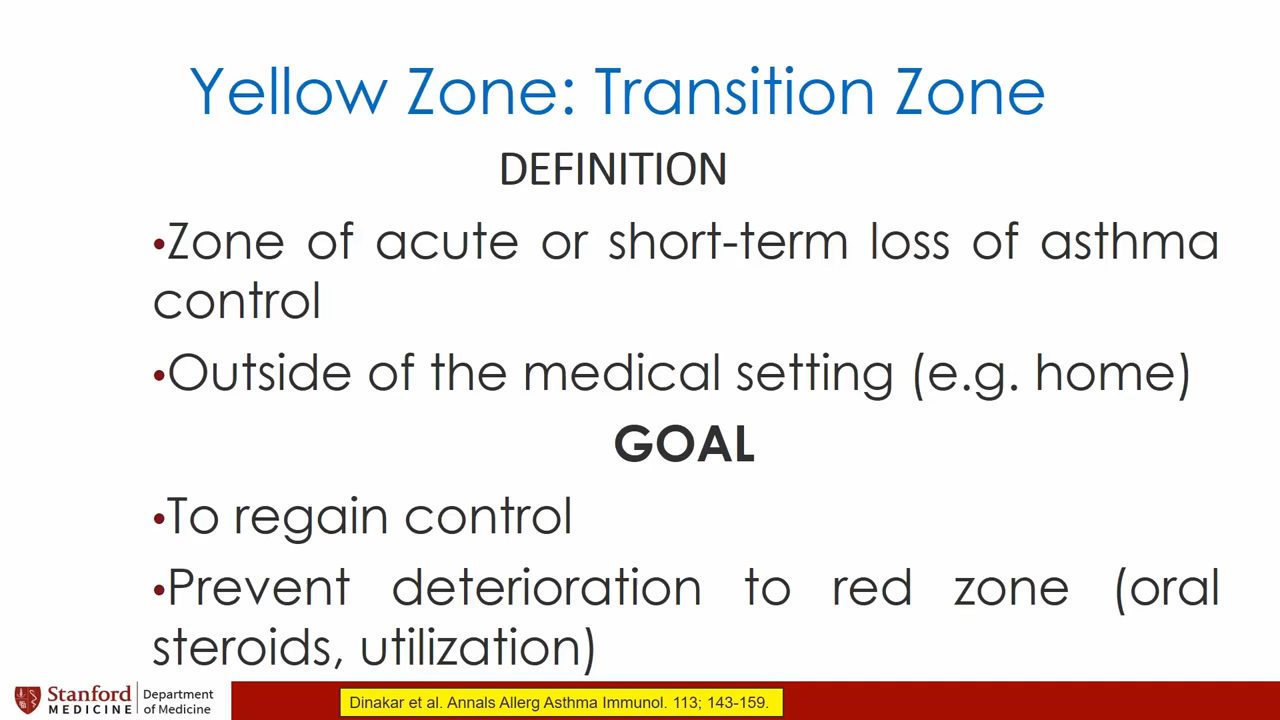 Yellow Zone: Transition Zone
DEFINITION
•Zone of acute or short-term loss of asthma
control
•Outside of the medical setting (e.g. home)
GOAL
•To regain control
•Prevent deterioration to red zone (oral
steroids, utilization)
Stanford
MEDICINE
Department
of Medicine
Dinakar et al. Annals Allerg Asthma Immunol. 113; 143-159.